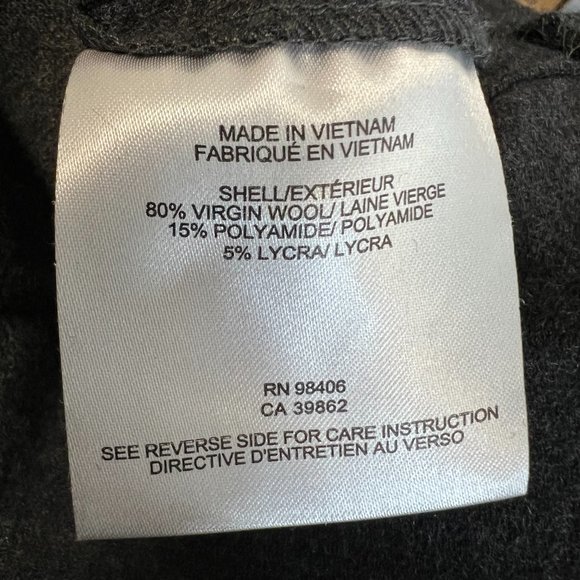 MADE IN VIETNAM
FABRIQUÉ EN VIETNAM
SHELL/EXTÉRIEUR
80% VIRGIN WOOL/ LAINE VIERGE
15% POLYAMIDE/ POLYAMIDE
5% LYCRA/ LYCRA
RN 98406
CA 39862
SEE REVERSE SIDE FOR CARE INSTRUCTION
DIRECTIVE D'ENTRETIEN AU VERSO